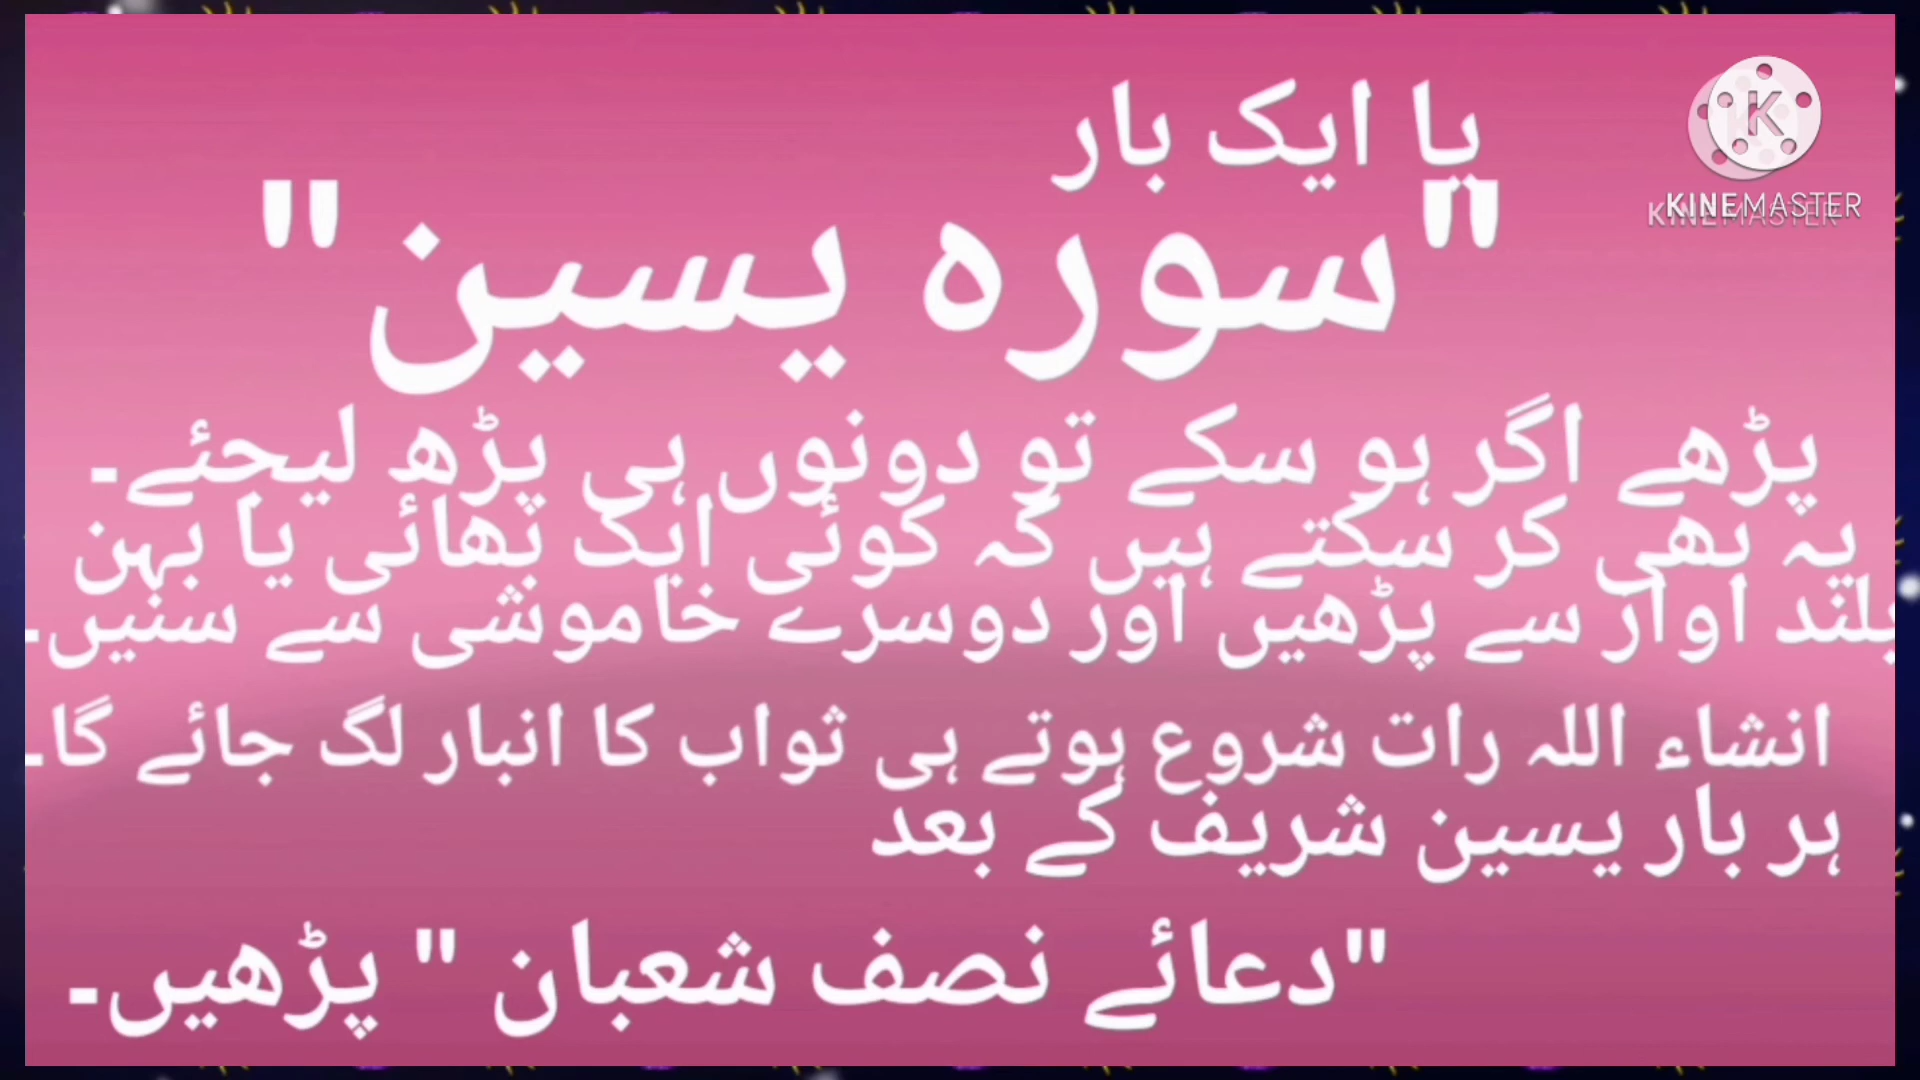 یا ایک بار
KINEMASTER
"سورہ یسین"
پڑھے اگر ہو سکے تو دونوں ہی پڑھ لیجئے۔
یہ بھی کر سکتے ہیں کہ کوئی ایک بھائی یا بہن
بلند اواز سے پڑھیں اور دوسرے خاموشی سے سنیں۔
انشاء اللہ رات شروع ہوتے ہی ثواب کا انبار لگ جائے گا۔
ہر بار یسین شریف کے بعد
"دعائے نصف شعبان " پڑھیں۔